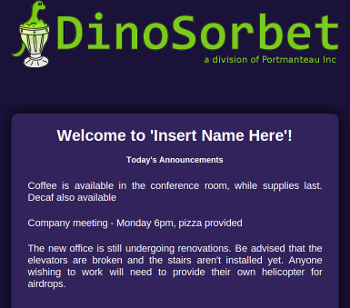 DinoSorbet
a division of Portmanteau Inc
Welcome to 'Insert Name Here'!
Today's Announcements
Coffee is available in the conference room, while supplies last.
Decaf also available
Company meeting - Monday 6pm, pizza provided
The new office is still undergoing renovations. Be advised that the
elevators are broken and the stairs aren't installed yet. Anyone
wishing to work will need to provide their own helicopter for
airdrops.